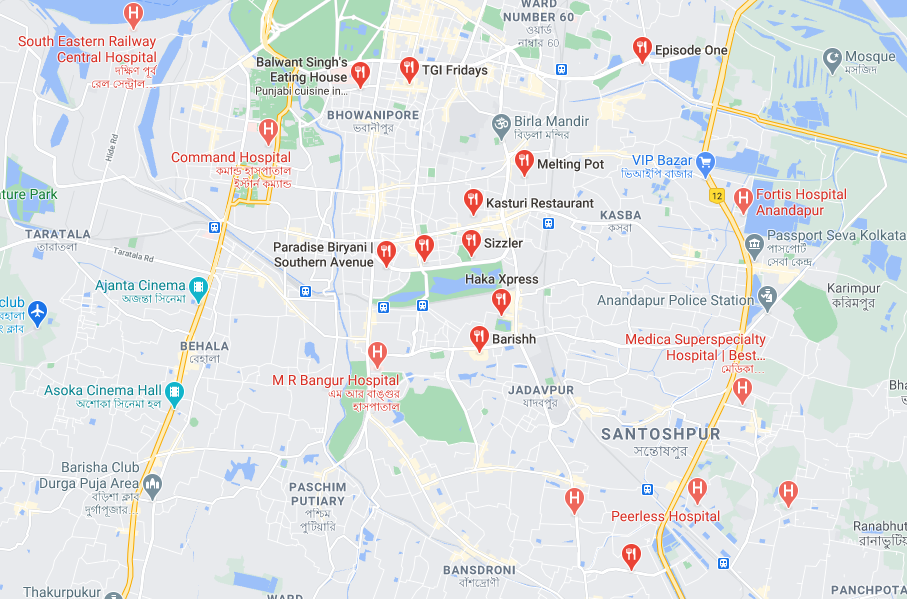 WARD
NUMBER 60
ওয়ার্ড
নাম্বার 60
South Eastern Railway
Central Hospital
দক্ষিণ পূর্ব
রেল সেন্ট্রাল...
Balwant Singh's
Eating House
Punjabi cuisine in...
TGI Fridays
Episode One
Mosque
মসজিদ
BHOWANIPORE
ভবানীপুর
Birla Mandir
বিড়লা মন্দির
Hide Rd
Command Hospital
কমান্ড হাসপাতাল
ইস্টার্ন কম্যান্ড
Melting Pot
VIP Bazar
ভিআইপি বাজার
12
Fortis Hospital
Anandapur
ature Park
Kasturi Restaurant
KASBA
কসবা
TARATALA
তারাতলা
Taratala Rd
Paradise Biryani |
Southern Avenue
Sizzler
Passport Seva Kolkata
পাসপোর্ট
সেবা কেন্দ্র
Haka Xpress
Ajanta Cinema
অজন্তা সিনেমা
Anandapur Police Station
Karimpur
করিমপুর
club
বেহালা
ইং ক্লাব
BEHALA
বেহালা
Barishh
Medica Superspecialty
Hospital | Best...
মেডিকা...
M R Bangur Hospital
এম আর বাঙ্গুর
হাসপাতাল
Asoka Cinema Hall
অশোকা সিনেমা হল
JADAVPUR
যাদবপুর
Bha
SANTOSHPUR
সন্তোষপুর
Barisha Club
Durga Puja Area
বড়িশা ক্লাব
দুর্গাপূজার...
PASCHIM
PUTIARY
পশ্চিম
পুটিয়ারি
Peerless Hospital
Ranabhut
রানাভুটিয়
BANSDRONI
বাঁশদ্রোণী
Thakurpukur
WARD
PANCHPOTA